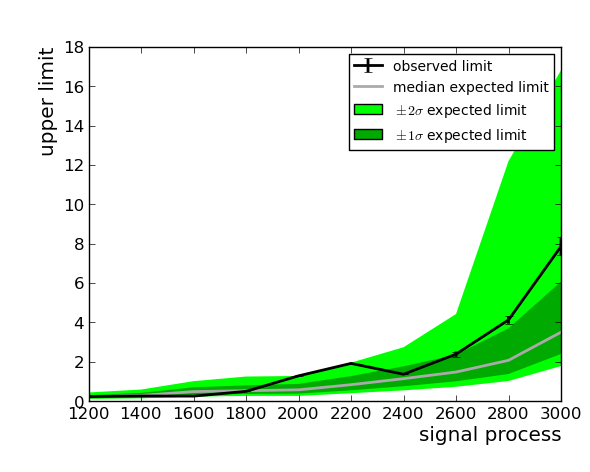 18
16
14
12
10
8
6
4
2
0
upper limit
observed limit
median expected limit
±2σ expected limit
±1σ expected limit
1200 1400 1600 1800 2000 2200 2400 2600 2800 3000
signal process